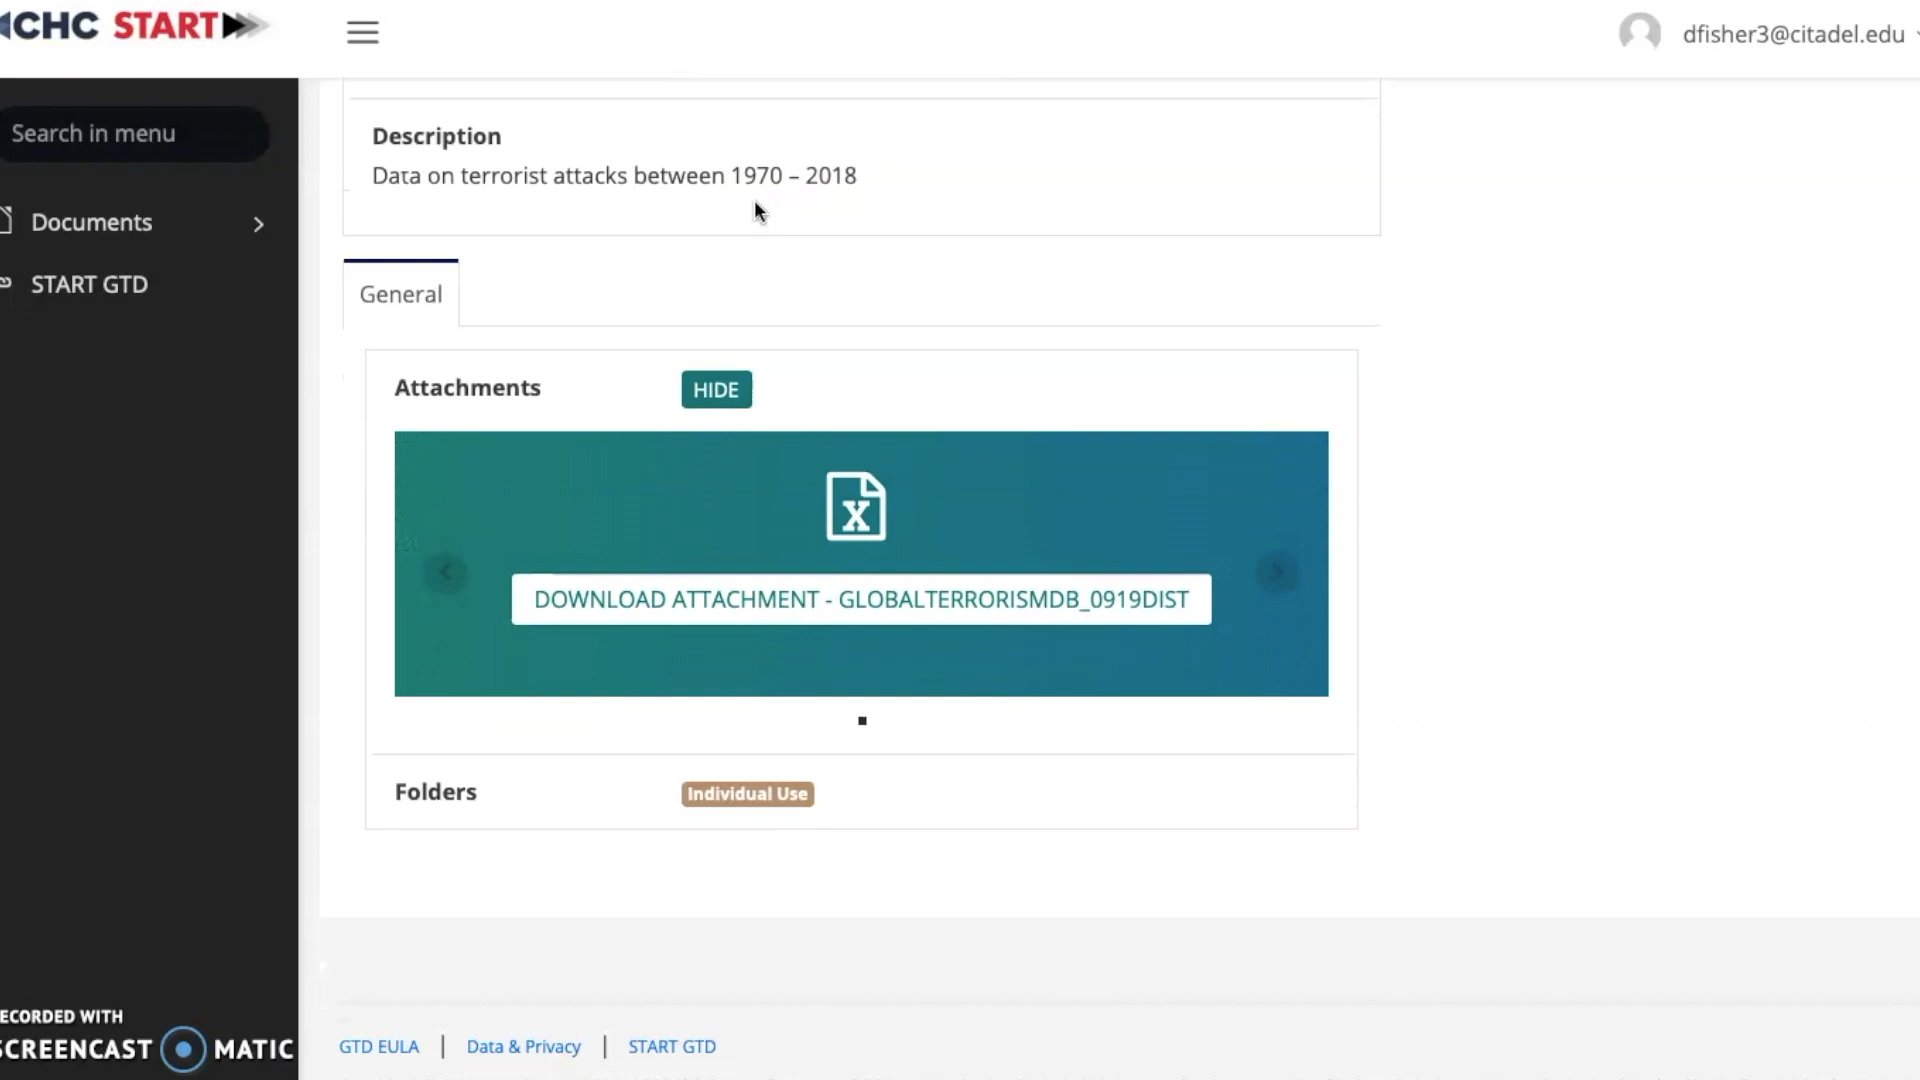 CHC START
dfisher3@citadel.edu
Search in menu
Documents
START GTD
Description
Data on terrorist attacks between 1970 – 2018
General
Attachments
HIDE
DOWNLOAD ATTACHMENT - GLOBALTERRORISMDB_0919DIST
Folders
Individual Use
ECORDED WITH
SCREENCAST MATIC
GTD EULA | Data & Privacy | START GTD